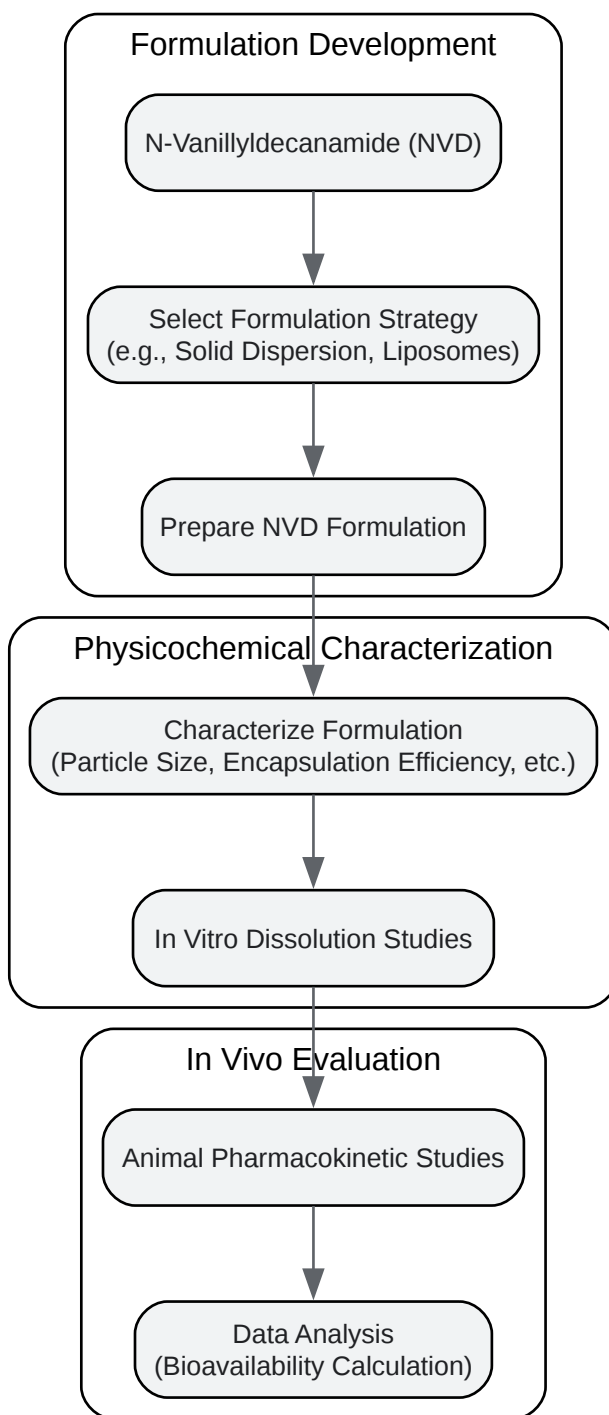 Formulation Development
N-Vanillyldecanamide (NVD)
Select Formulation Strategy
(e.g., Solid Dispersion, Liposomes)
Prepare NVD Formulation
Physicochemical Characterization
Characterize Formulation
(Particle Size, Encapsulation Efficiency, etc.)
In Vitro Dissolution Studies
In Vivo Evaluation
Animal Pharmacokinetic Studies
Data Analysis
(Bioavailability Calculation)